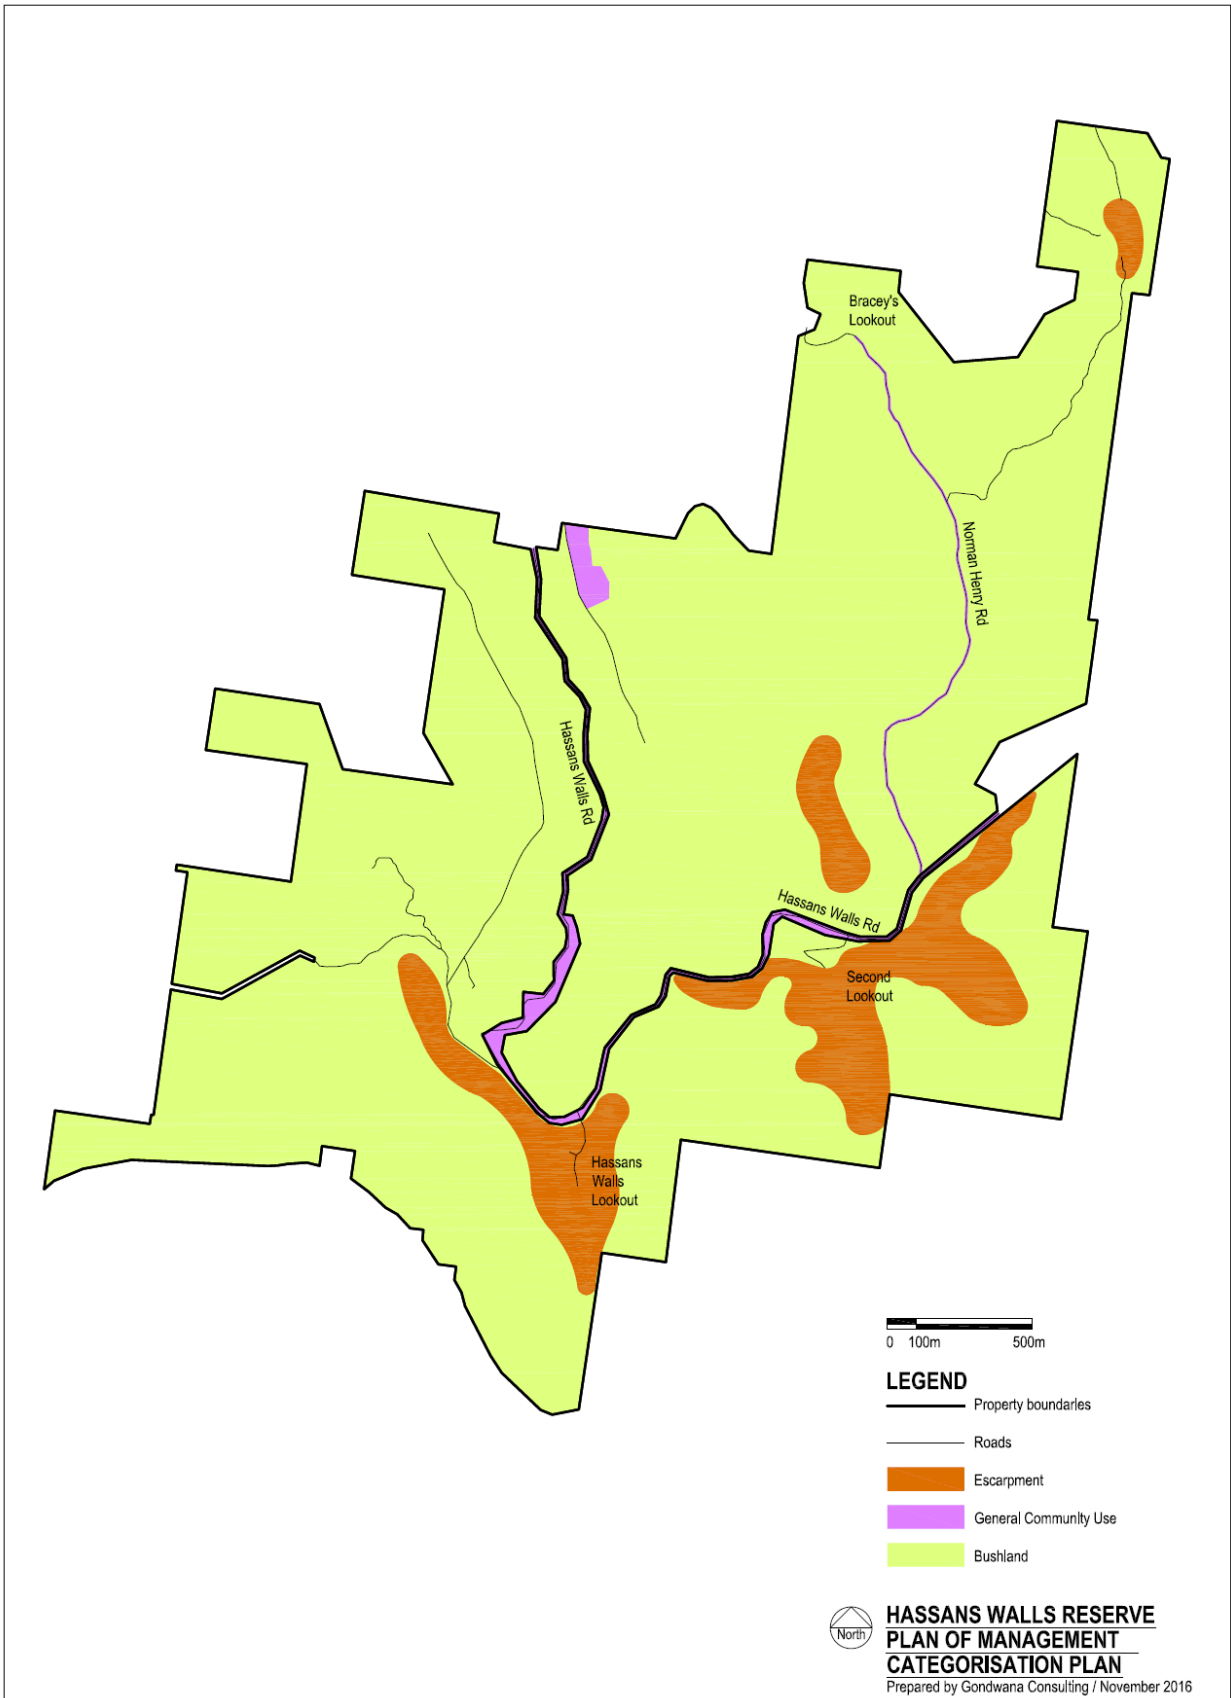 Bracey's
Lookout
Norman Henry Rd
Hassans Walls Rd
Hassans Walls Rd
Second
Lookout
Hassans
Walls
Lookout
0 100m 500m
LEGEND
Property boundaries
Roads
Escarpment
General Community Use
Bushland
North
HASSANS WALLS RESERVE
PLAN OF MANAGEMENT
CATEGORISATION PLAN
Prepared by Gondwana Consulting / November 2016